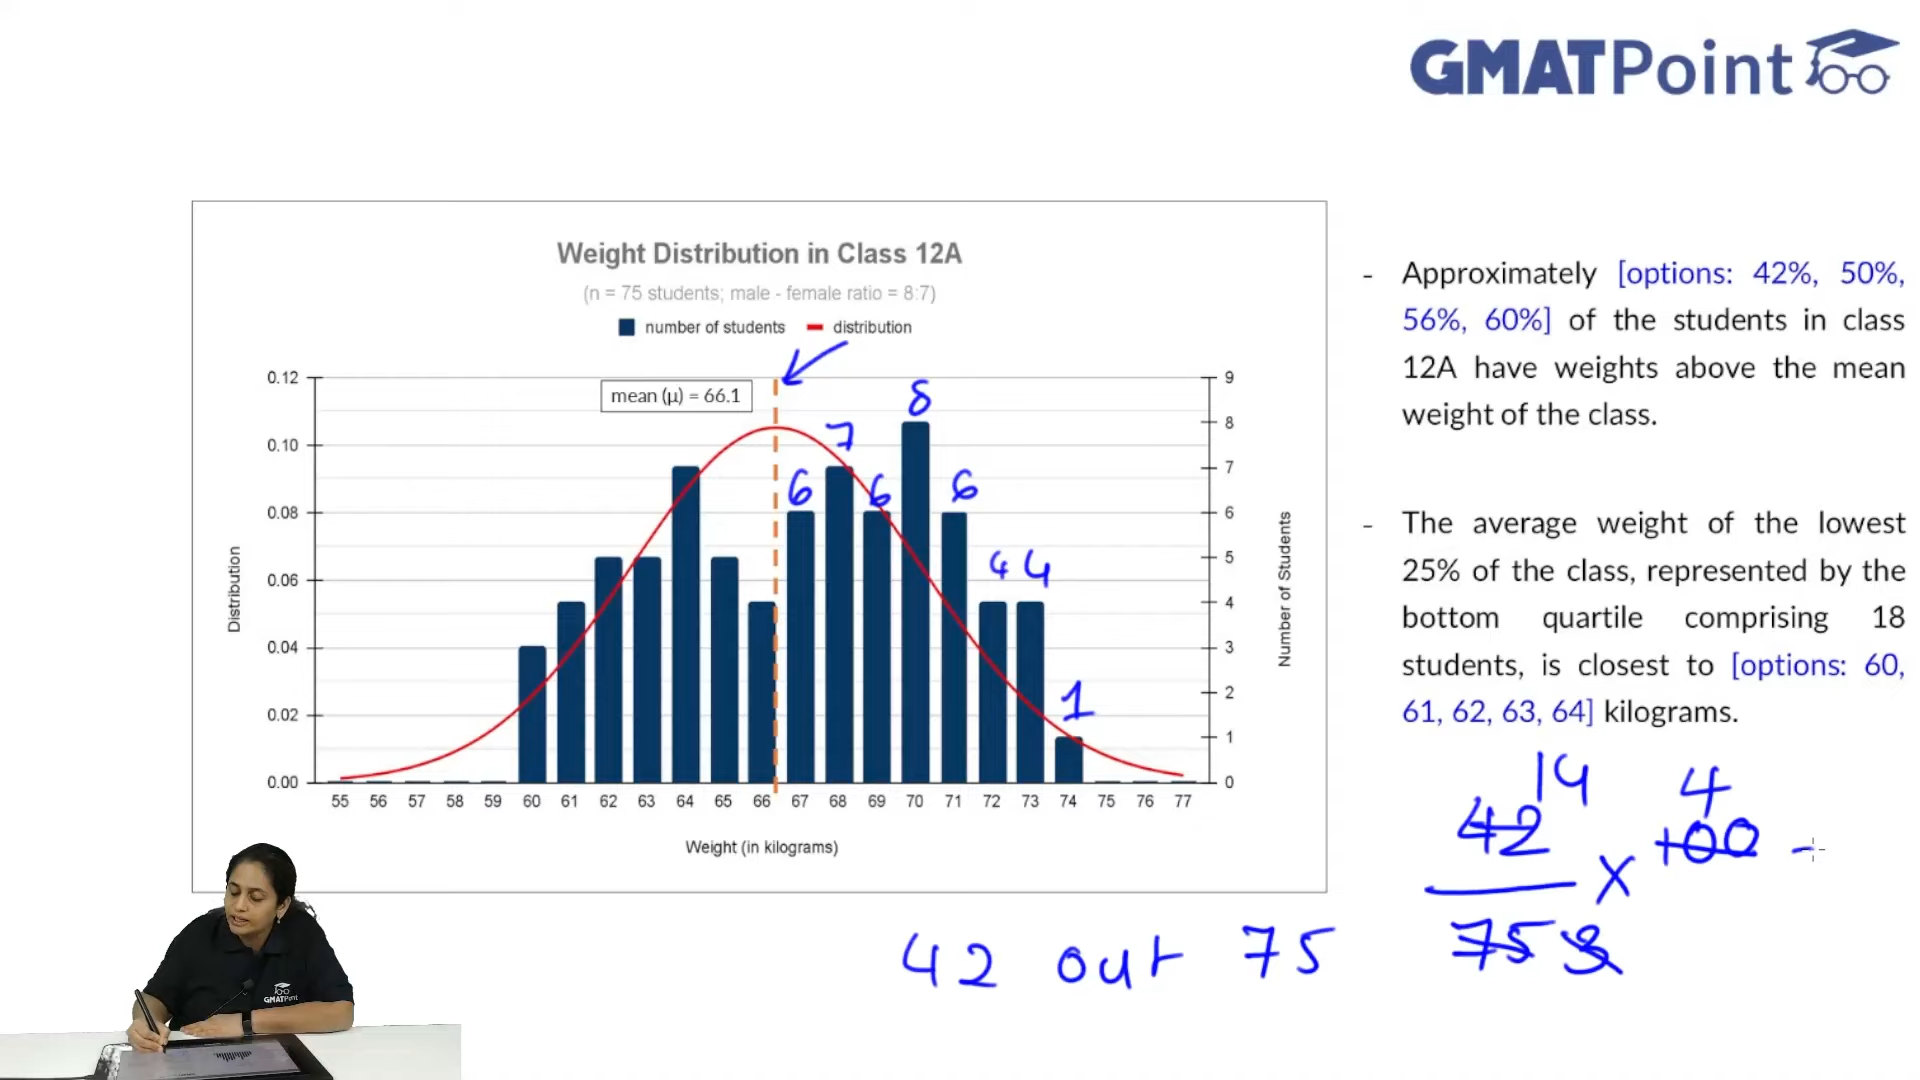 GMATPoint
Weight Distribution in Class 12A
(n = 75 students; male - female ratio = 8:7)
number of students distribution
mean (μ) = 66.1
0.12
0.10
0.08
0.06
0.04
0.02
0.00
Distribution
9
8
7
6
5
4
3
2
1
0
Number of Students
6 7 6 8 6 4 4 1
55 56 57 58 59 60 61 62 63 64 65 66 67 68 69 70 71 72 73 74 75 76 77
Weight (in kilograms)
- Approximately [options: 42%, 50%,
56%, 60%] of the students in class
12A have weights above the mean
weight of the class.
- The average weight of the lowest
25% of the class, represented by the
bottom quartile comprising 18
students, is closest to [options: 60,
61, 62, 63, 64] kilograms.
14 4
42 × 100 -
75 3
42 out 75
GMATPoint